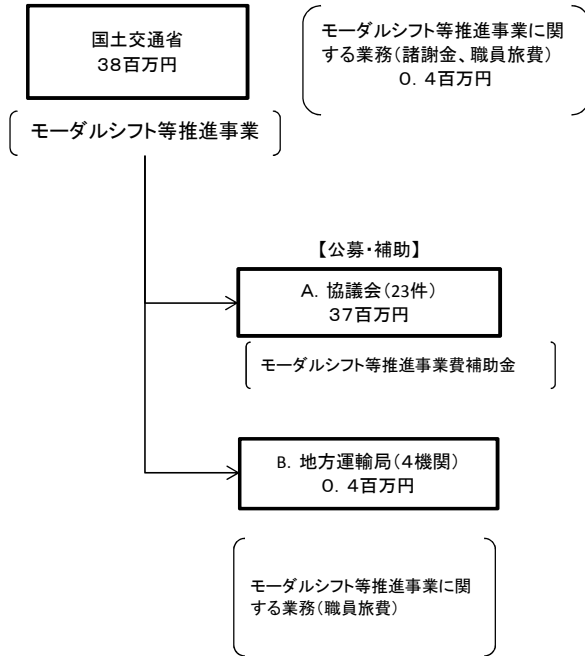 国土交通省
38百万円
モーダルシフト等推進事業に関
する業務(諸謝金、職員旅費)
0.4百万円
モーダルシフト等推進事業
【公募・補助】
A. 協議会(23件)
37百万円
モーダルシフト等推進事業費補助金
B. 地方運輸局(4機関)
0.4百万円
モーダルシフト等推進事業に関
する業務(職員旅費)